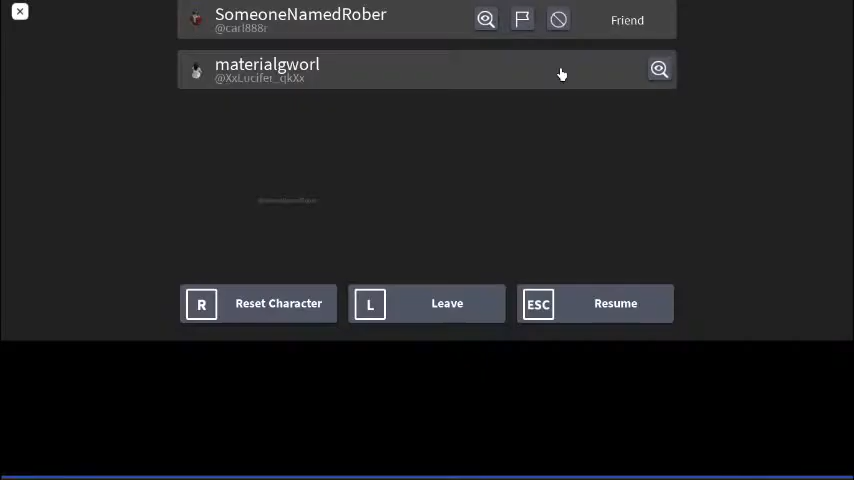 SomeoneNamedRober
@carl888r
Friend
materialgworl
@XxLucifer_qkXx
R
Reset Character
L
Leave
ESC
Resume